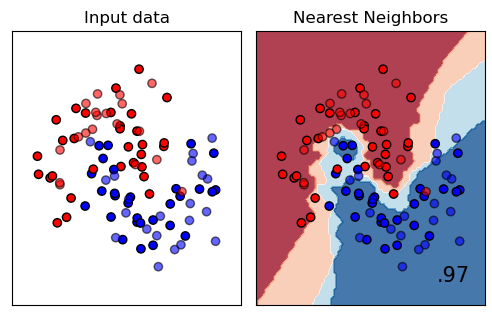 Input data
Nearest Neighbors
.97